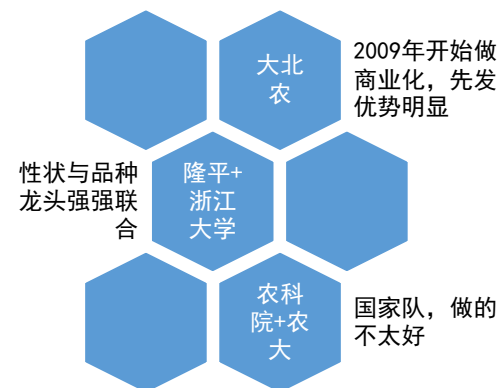 大北
农
2009年开始做
商业化，先发
优势明显
性状与品种
龙头强强联
合
隆平+
浙江
大学
农科
院+农
大
国家队，做的
不太好